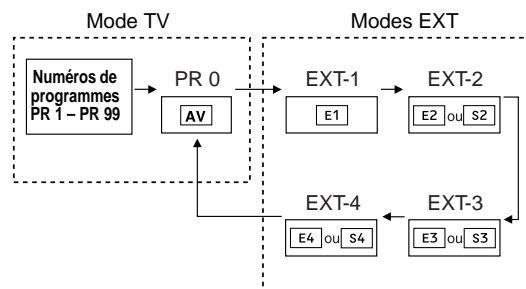 Mode TV
Modes EXT
Numéros de
programmes
PR 1 – PR 99
PR 0
AV
EXT-1
E1
EXT-2
E2 ou S2
EXT-4
E4 ou S4
EXT-3
E3 ou S3